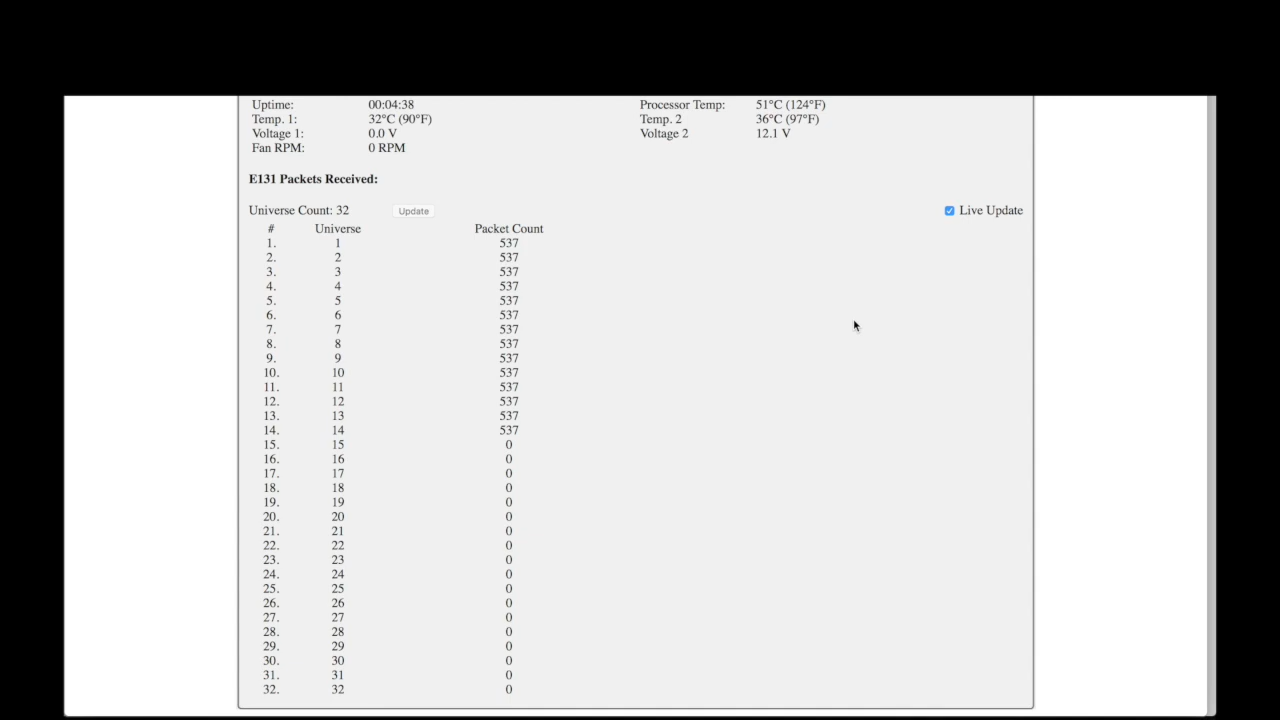 Uptime: 00:04:38 Processor Temp: 51°C (124°F)
Temp. 1: 32°C (90°F) Temp. 2 36°C (97°F)
Voltage 1: 0.0 V Voltage 2 12.1 V
Fan RPM: 0 RPM
E131 Packets Received:
Universe Count: 32 Update Live Update
# Universe Packet Count
1. 1 537
2. 2 537
3. 3 537
4. 4 537
5. 5 537
6. 6 537
7. 7 537
8. 8 537
9. 9 537
10. 10 537
11. 11 537
12. 12 537
13. 13 537
14. 14 537
15. 15 0
16. 16 0
17. 17 0
18. 18 0
19. 19 0
20. 20 0
21. 21 0
22. 22 0
23. 23 0
24. 24 0
25. 25 0
26. 26 0
27. 27 0
28. 28 0
29. 29 0
30. 30 0
31. 31 0
32. 32 0